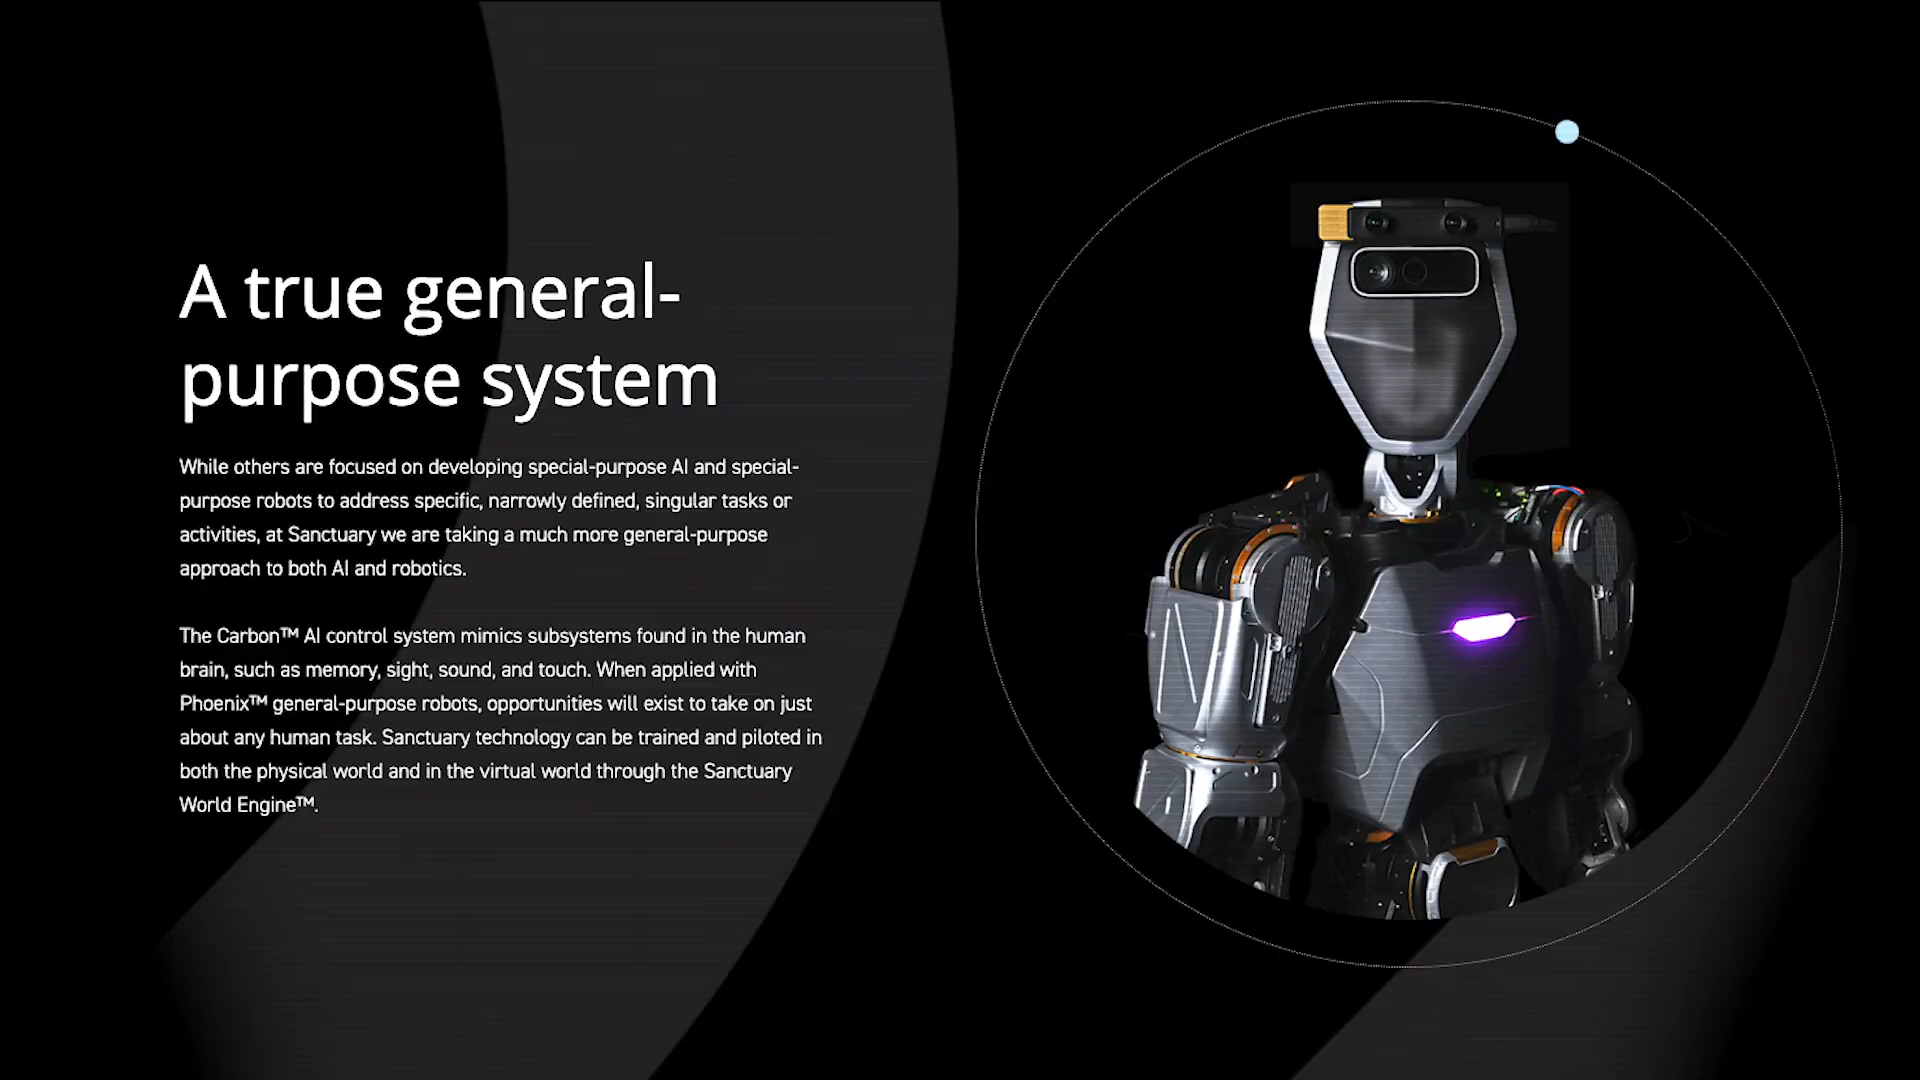 A true general-
purpose system
While others are focused on developing special-purpose AI and special-
purpose robots to address specific, narrowly defined, singular tasks or
activities, at Sanctuary we are taking a much more general-purpose
approach to both AI and robotics.
The Carbon™ AI control system mimics subsystems found in the human
brain, such as memory, sight, sound, and touch. When applied with
Phoenix™ general-purpose robots, opportunities will exist to take on just
about any human task. Sanctuary technology can be trained and piloted in
both the physical world and in the virtual world through the Sanctuary
World Engine™.